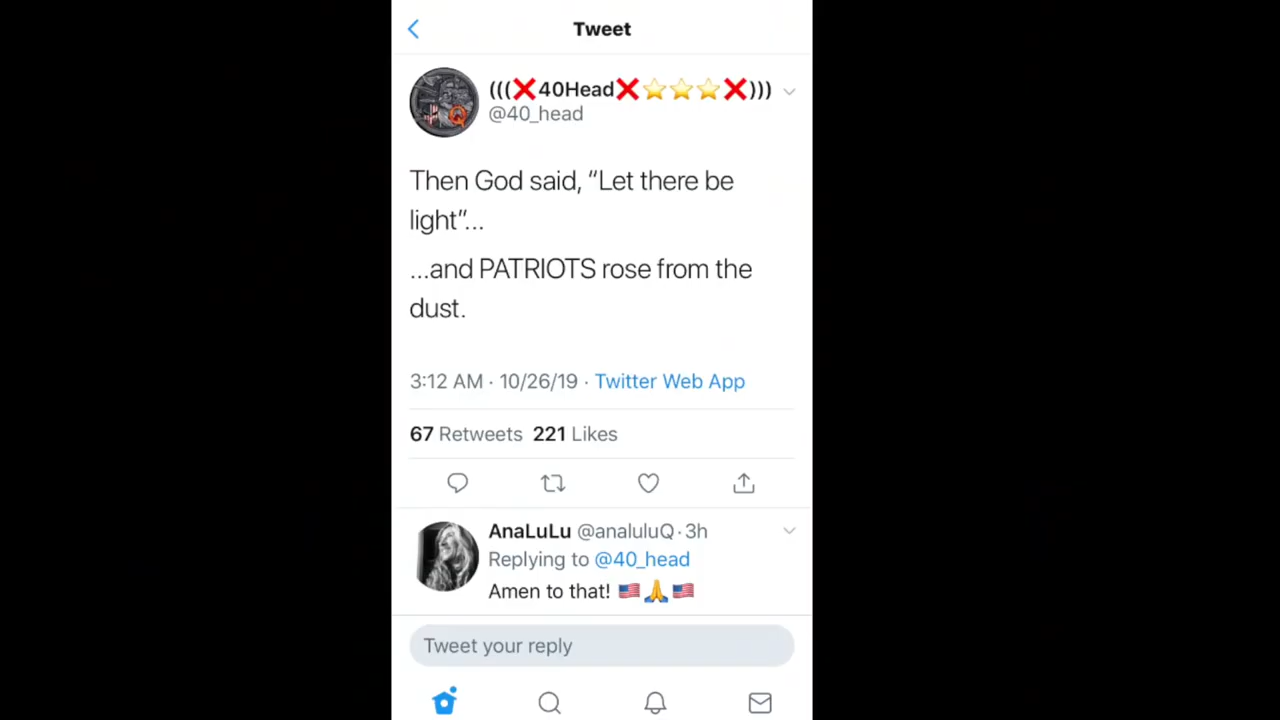 Tweet
(((❌40Head❌⭐⭐⭐❌)))
@40_head
Then God said, “Let there be
light”...
...and PATRIOTS rose from the
dust.
3:12 AM · 10/26/19 · Twitter Web App
67 Retweets 221 Likes
AnaLuLu @analuluQ · 3h
Replying to @40_head
Amen to that! 🇺🇸🙏🇺🇸
Tweet your reply